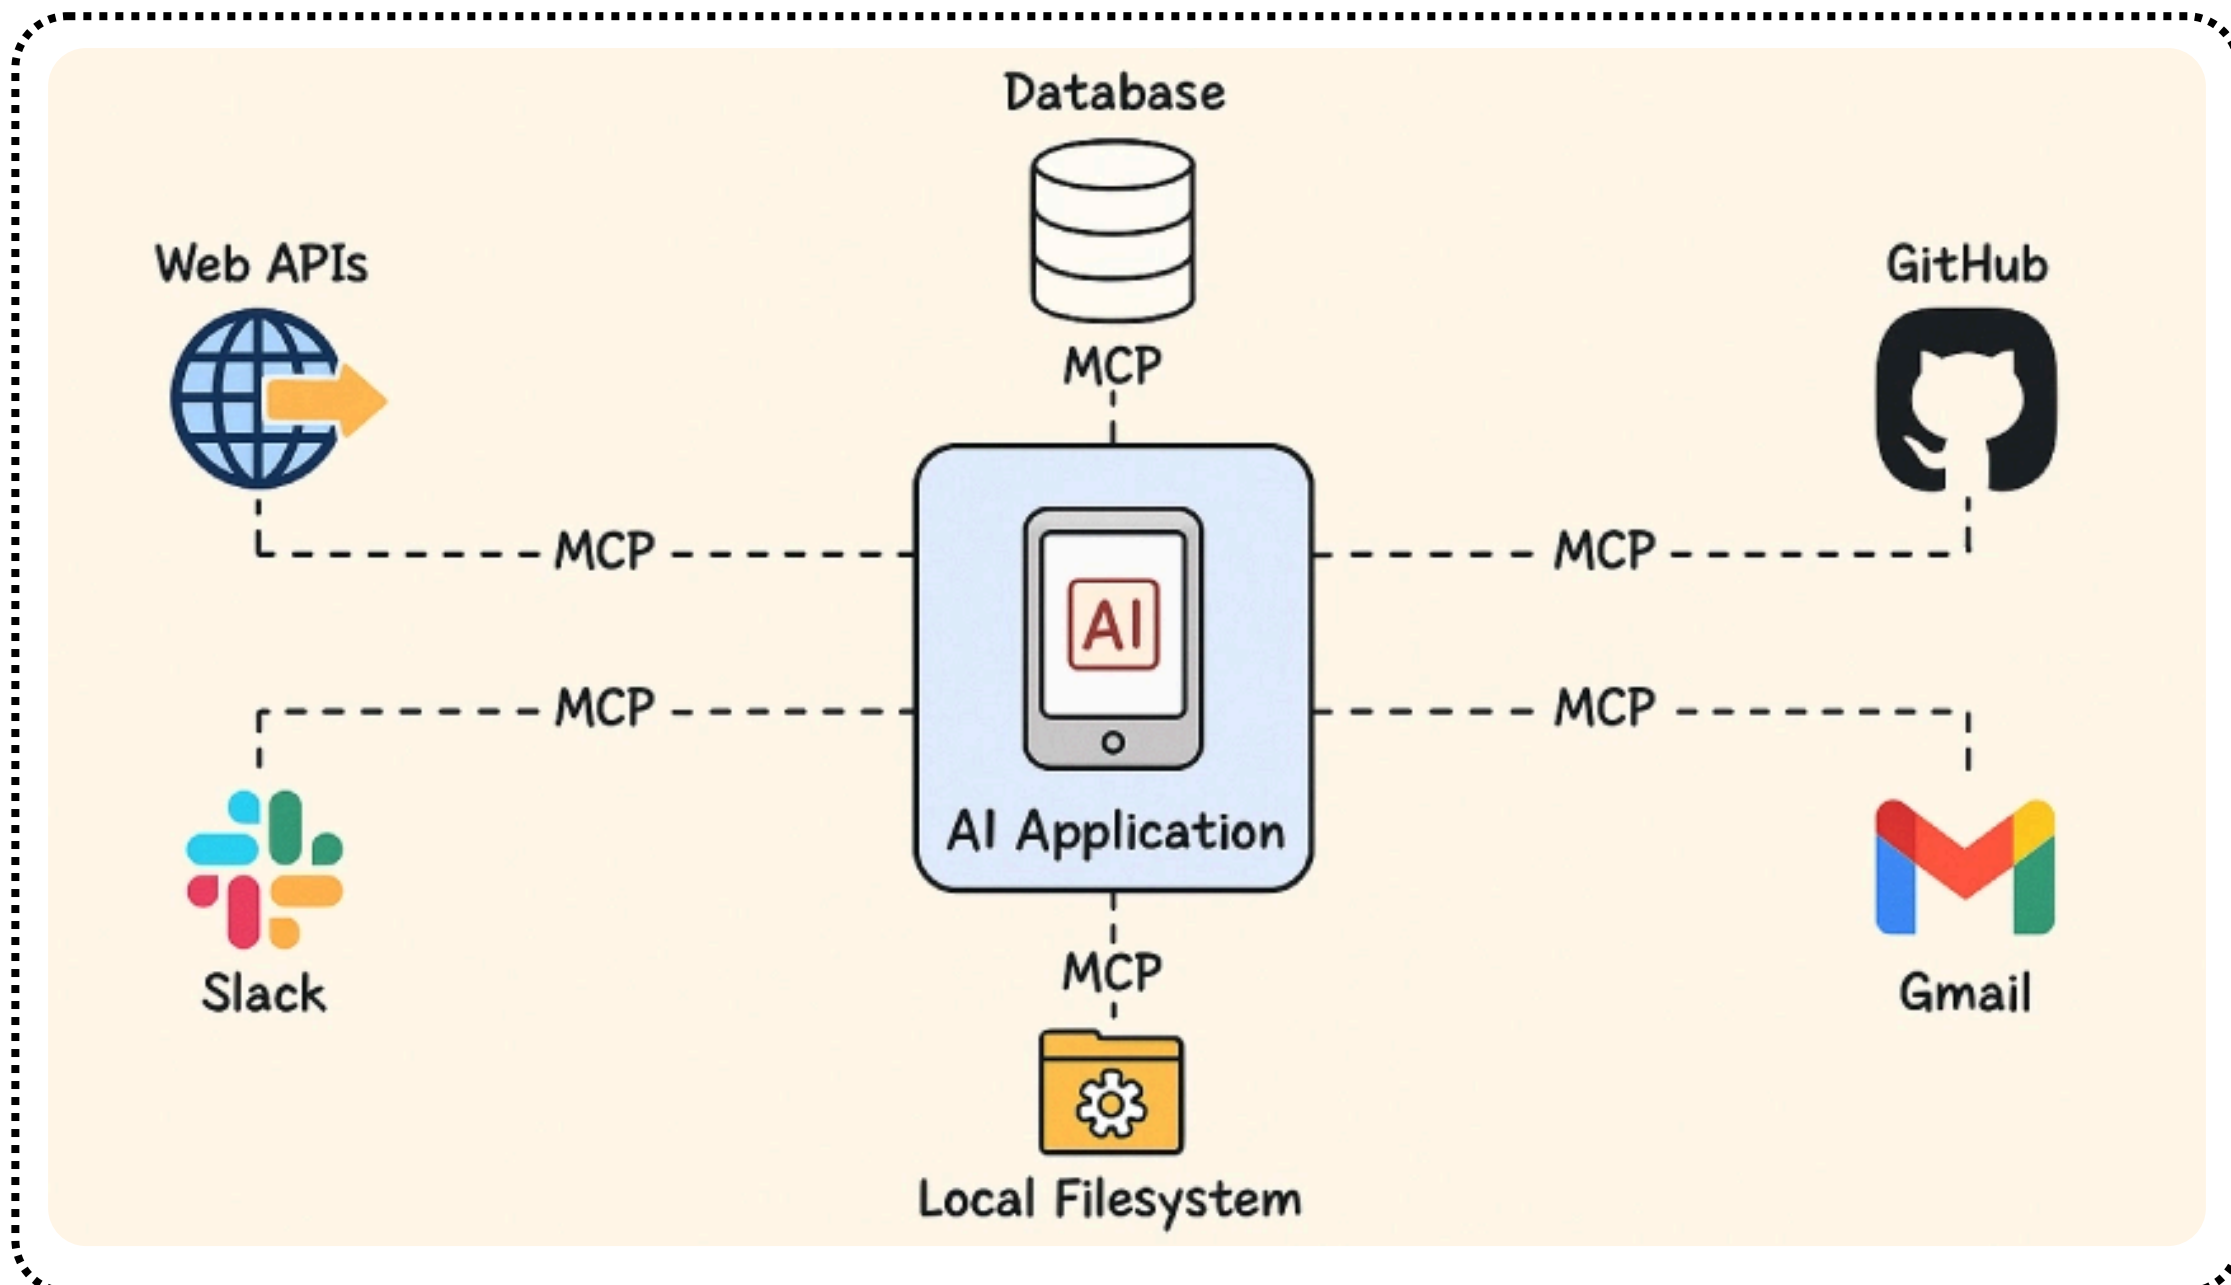 Database
Web APIs
GitHub
MCP
MCP
MCP
AI
MCP
MCP
AI Application
MCP
Slack
Gmail
Local Filesystem